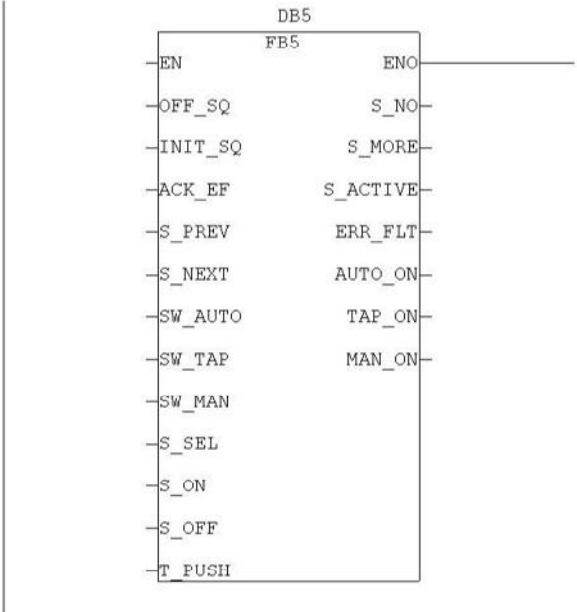 DB5
FB5
EN ENO
OFF_SQ S_NO
INIT_SQ S_MORE
ACK_EF S_ACTIVE
S_PREV ERR_FLT
S_NEXT AUTO_ON
SW_AUTO TAP_ON
SW_TAP MAN_ON
SW_MAN
S_SEL
S_ON
S_OFF
T_PUSH